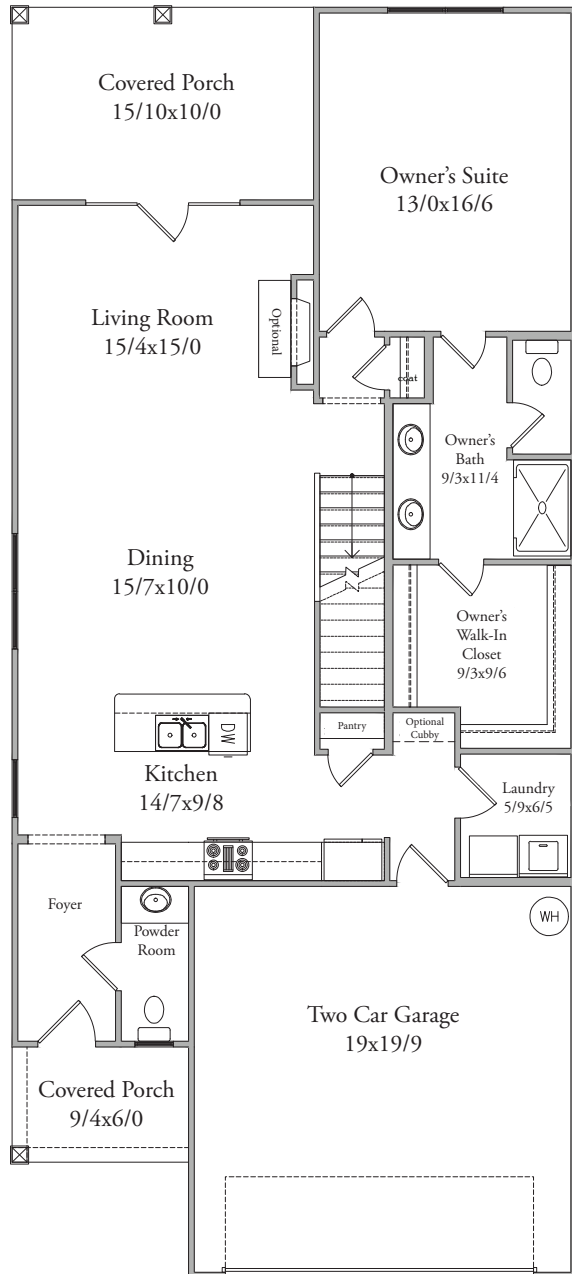 Covered Porch
15/10x10/0
Owner's Suite
13/0x16/6
Living Room
15/4x15/0
Optional
coat
Owner's
Bath
9/3x11/4
Dining
15/7x10/0
Owner's
Walk-In
Closet
9/3x9/6
Pantry
Optional
Cubby
DW
Kitchen
14/7x9/8
Laundry
5/9x6/5
Foyer
Powder
Room
WH
Two Car Garage
19x19/9
Covered Porch
9/4x6/0